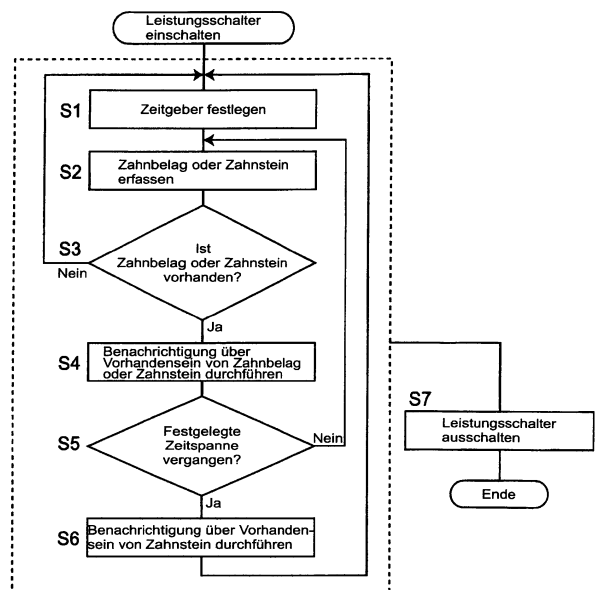 Leistungsschalter
einschalten
S1
Zeitgeber festlegen
S2
Zahnbelag oder Zahnstein
erfassen
S3
Ist
Zahnbelag oder Zahnstein
vorhanden?
Nein
Ja
S4
Benachrichtigung über
Vorhandensein von Zahnbelag
oder Zahnstein durchführen
S5
Festgelegte
Zeitspanne
vergangen?
Nein
Ja
S6
Benachrichtigung über Vorhanden-
sein von Zahnstein durchführen
S7
Leistungsschalter
ausschalten
Ende